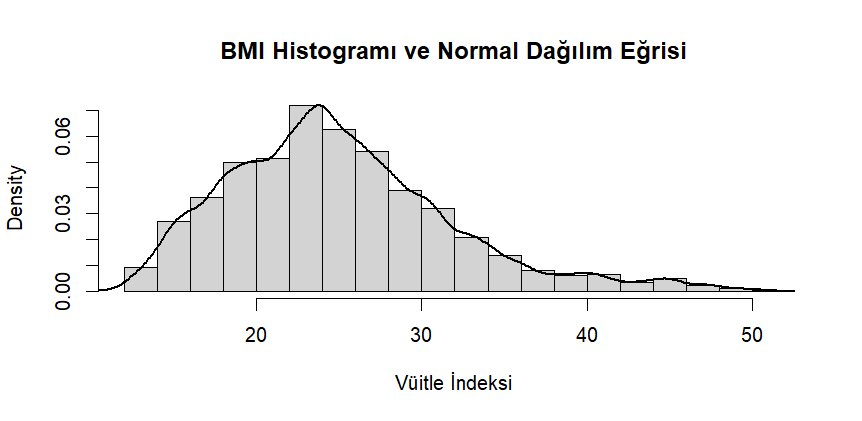 BMI Histogramı ve Normal Dağılım Eğrisi
Density
0.06
0.03
0.00
20 30 40 50
Vüitle İndeksi